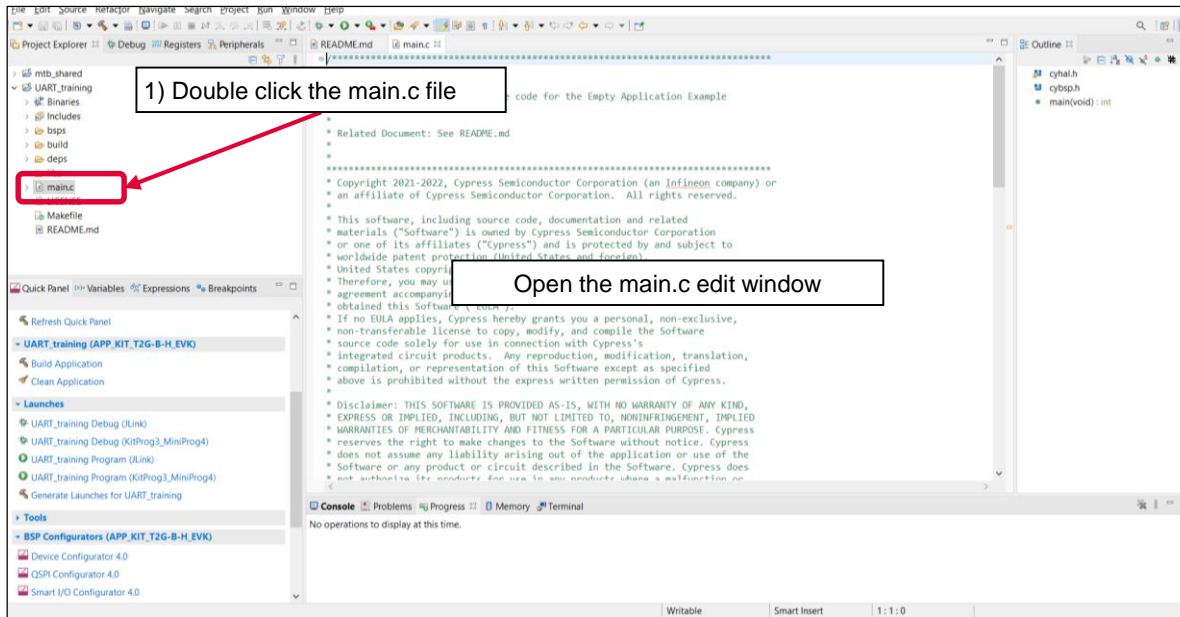 File Edit Source Refactor Navigate Search Project Run Window Help
Project Explorer Debug Registers Peripherals
README.md main.c
Outline
mtb_shared
UART_training
Binaries
Includes
bsps
build
deps
main.c
Makefile
README.md
1) Double click the main.c file
/******************************************************************************
code for the Empty Application Example
*
* Related Document: See README.md
*
*
*******************************************************************************
* Copyright 2021-2022, Cypress Semiconductor Corporation (an Infineon company) or
* an affiliate of Cypress Semiconductor Corporation. All rights reserved.
*
* This software, including source code, documentation and related
* materials ("Software") is owned by Cypress Semiconductor Corporation
* or one of its affiliates ("Cypress") and is protected by and subject to
* worldwide patent protection (United States and foreign),
* United States copyri
* Therefore, you may us
* agreement accompanyin
* obtained this Software ("EULA").
* If no EULA applies, Cypress hereby grants you a personal, non-exclusive,
* non-transferable license to copy, modify, and compile the Software
* source code solely for use in connection with Cypress's
* integrated circuit products. Any reproduction, modification, translation,
* compilation, or representation of this Software except as specified
* above is prohibited without the express written permission of Cypress.
*
* Disclaimer: THIS SOFTWARE IS PROVIDED AS-IS, WITH NO WARRANTY OF ANY KIND,
* EXPRESS OR IMPLIED, INCLUDING, BUT NOT LIMITED TO, NONINFRINGEMENT, IMPLIED
* WARRANTIES OF MERCHANTABILITY AND FITNESS FOR A PARTICULAR PURPOSE. Cypress
* reserves the right to make changes to the Software without notice. Cypress
* does not assume any liability arising out of the application or use of the
* Software or any product or circuit described in the Software. Cypress does
* not authorize its products for use in any products where a malfunction or
Open the main.c edit window
cyhal.h
cybsp.h
main(void) : int
Quick Panel Variables Expressions Breakpoints
Refresh Quick Panel
UART_training (APP_KIT_T2G-B-H_EVK)
Build Application
Clean Application
Launches
UART_training Debug (JLink)
UART_training Debug (KitProg3_MiniProg4)
UART_training Program (JLink)
UART_training Program (KitProg3_MiniProg4)
Generate Launches for UART_training
Tools
BSP Configurators (APP_KIT_T2G-B-H_EVK)
Device Configurator 4.0
QSPI Configurator 4.0
Smart I/O Configurator 4.0
Console Problems Progress Memory Terminal
No operations to display at this time.
Writable Smart Insert 1 : 1 : 0